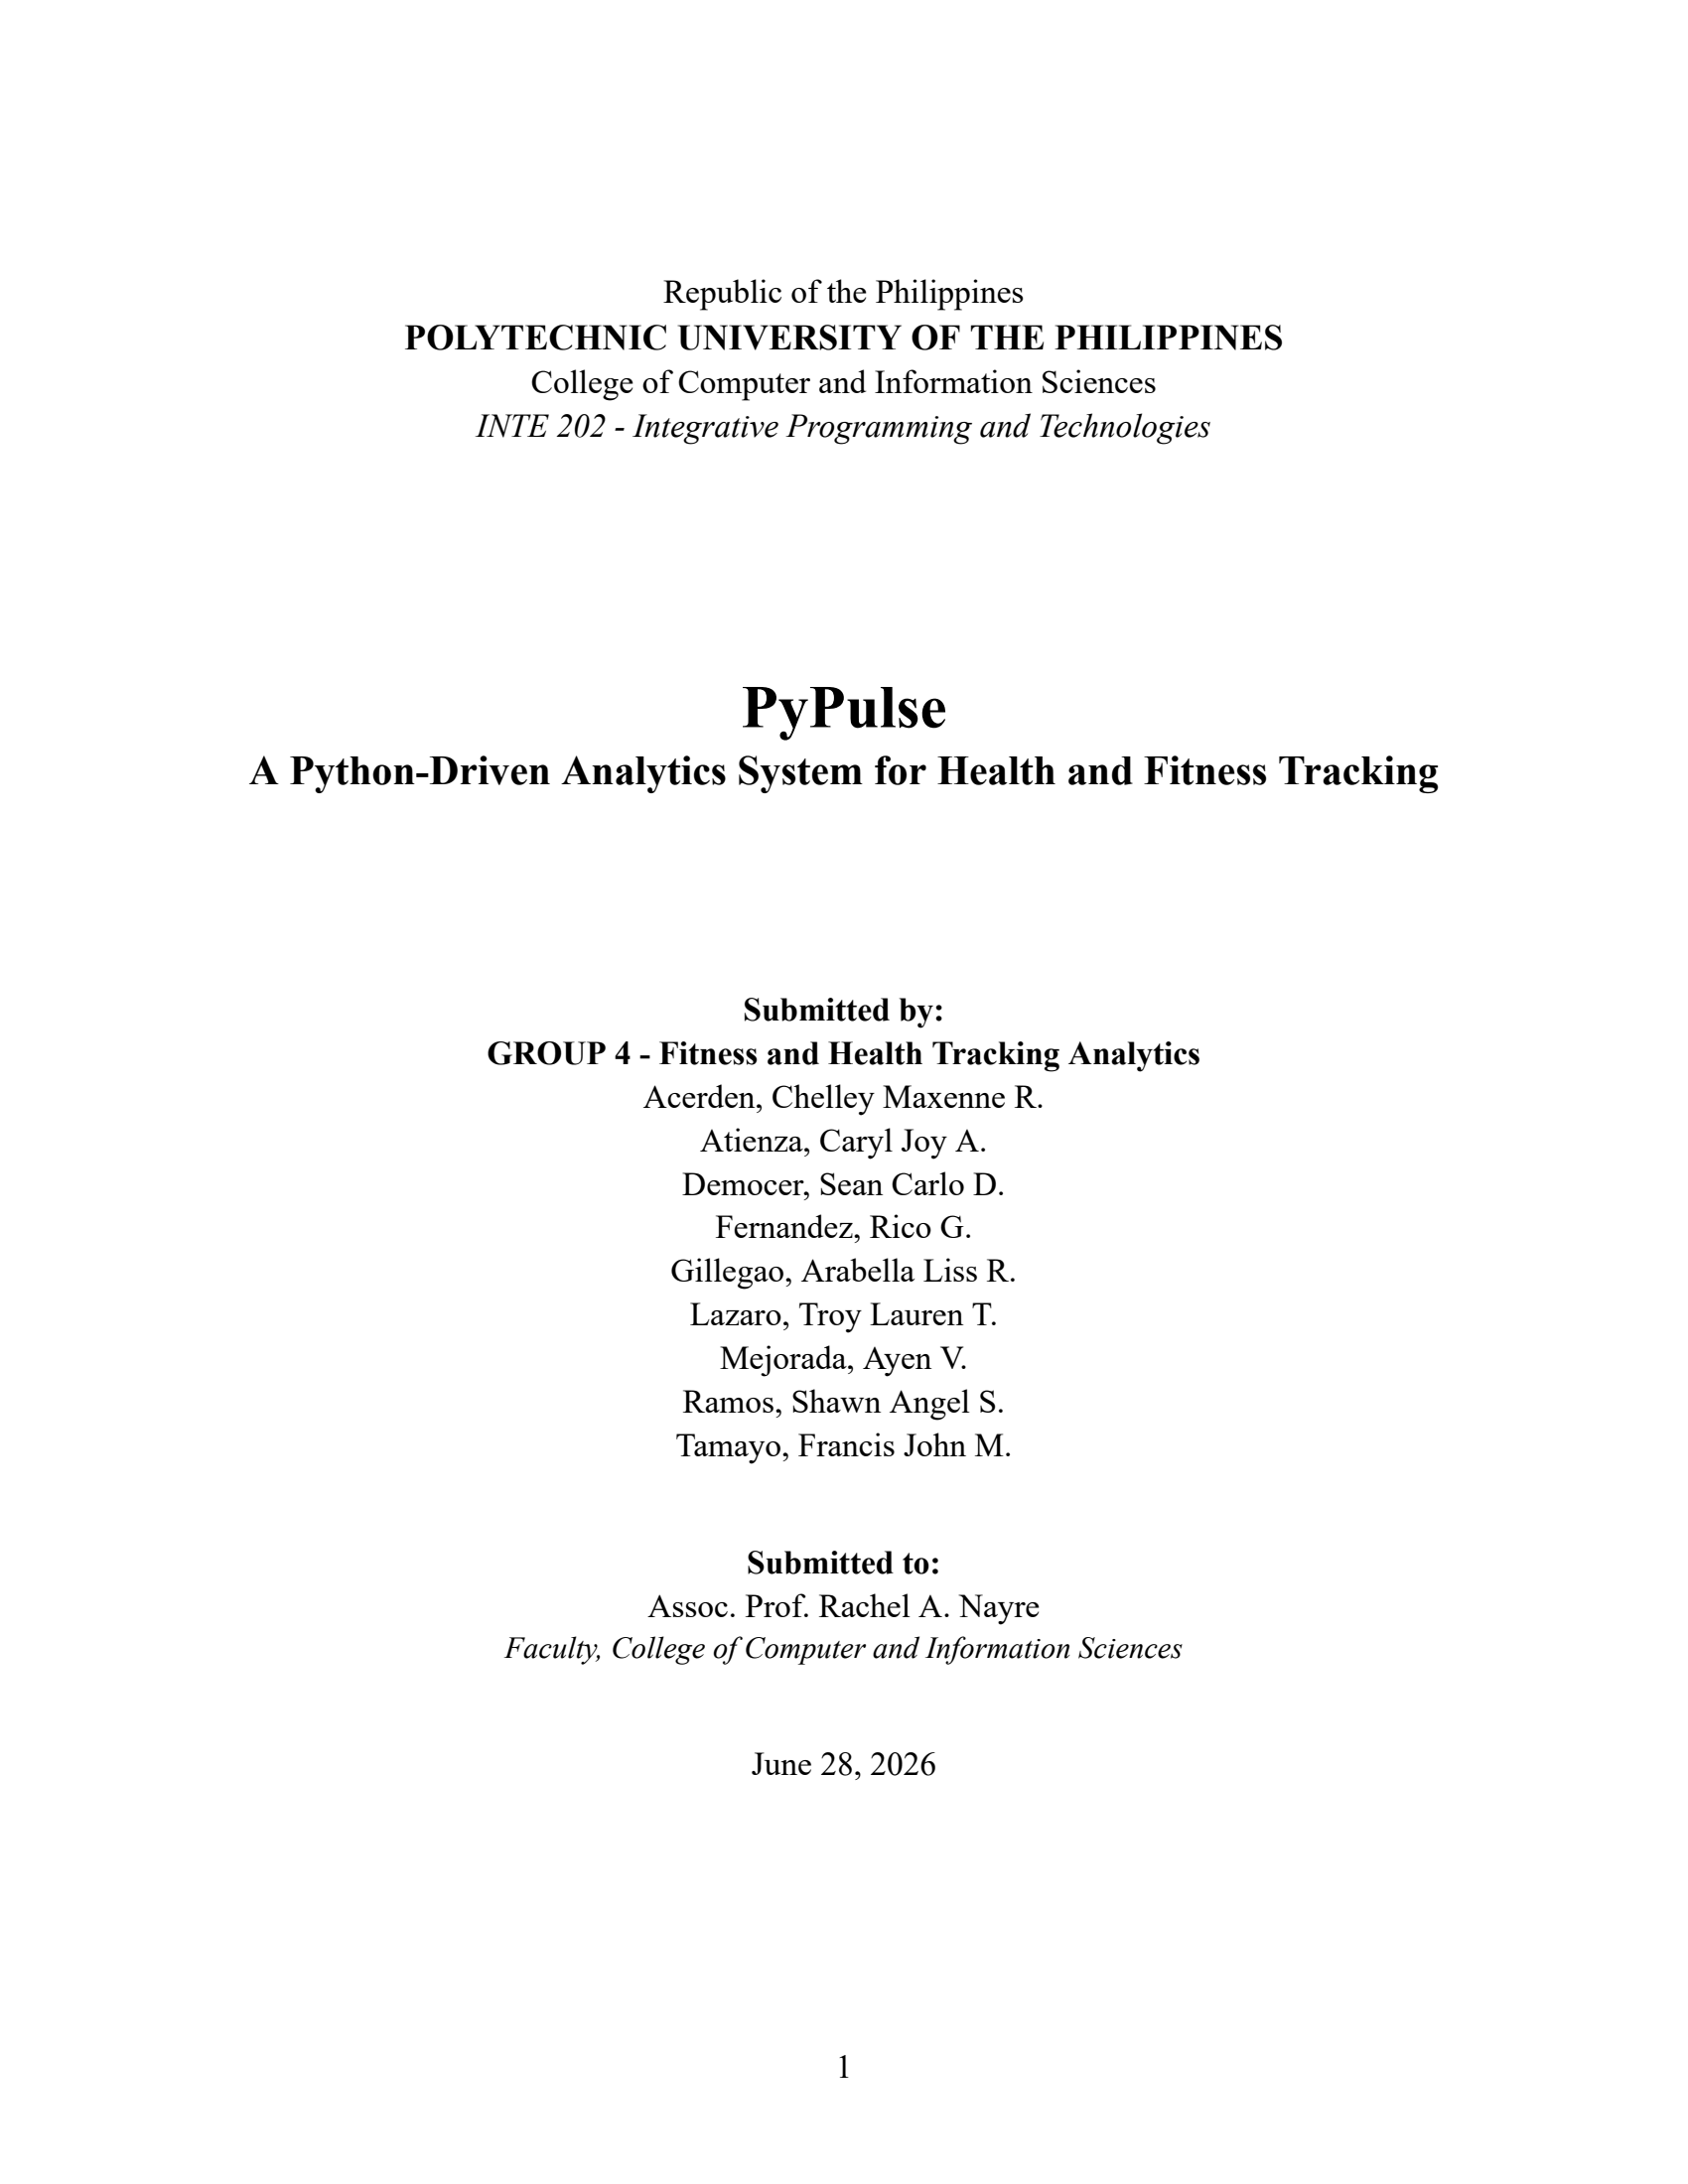 Republic of the Philippines
POLYTECHNIC UNIVERSITY OF THE PHILIPPINES
College of Computer and Information Sciences
INTE 202 - Integrative Programming and Technologies
PyPulse
A Python-Driven Analytics System for Health and Fitness Tracking
Submitted by:
GROUP 4 - Fitness and Health Tracking Analytics
Acerden, Chelley Maxenne R.
Atienza, Caryl Joy A.
Democer, Sean Carlo D.
Fernandez, Rico G.
Gillegao, Arabella Liss R.
Lazaro, Troy Lauren T.
Mejorada, Ayen V.
Ramos, Shawn Angel S.
Tamayo, Francis John M.
Submitted to:
Assoc. Prof. Rachel A. Nayre
Faculty, College of Computer and Information Sciences
June 28, 2026
1